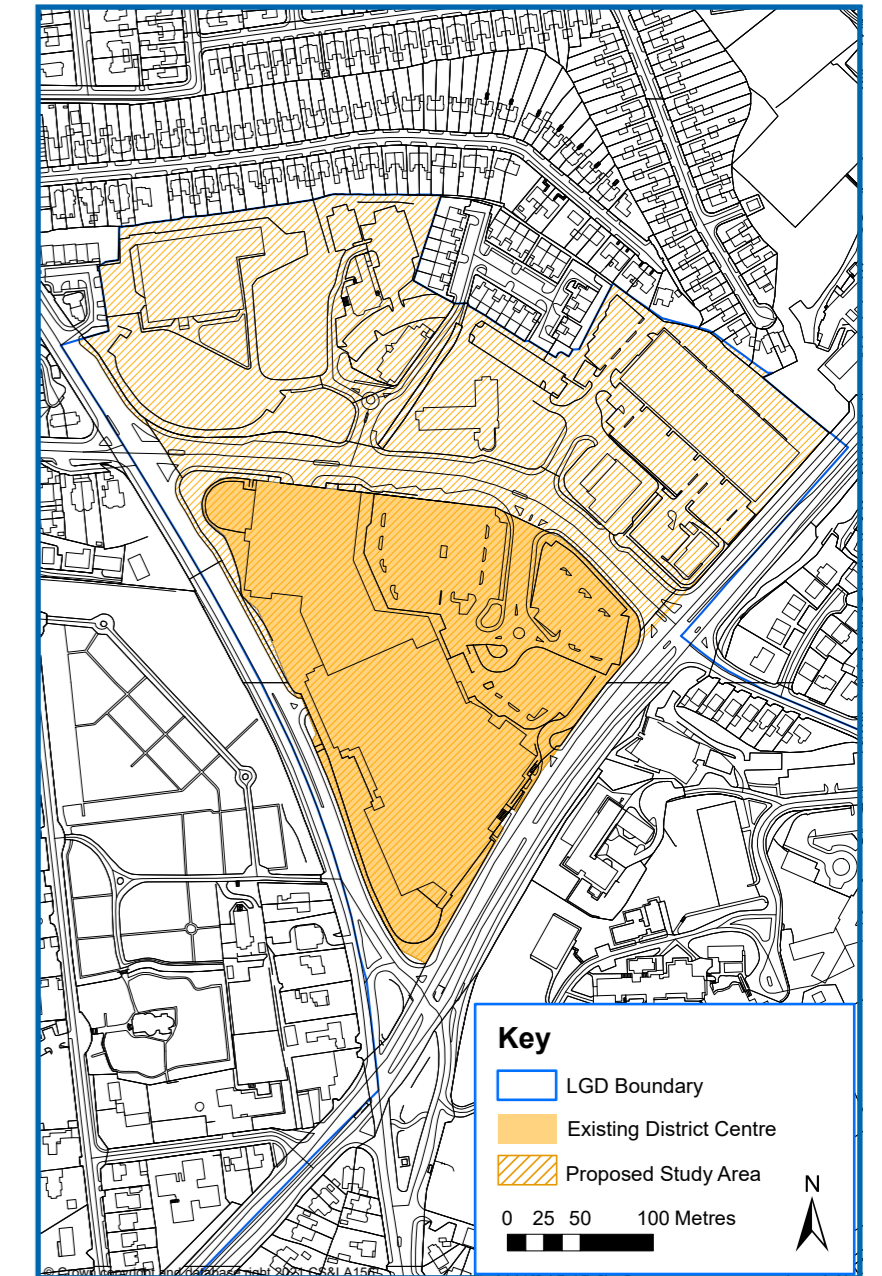 Key
LGD Boundary
Existing District Centre
Proposed Study Area
N
0 25 50 100 Metres
© Crown copyright and database right 2021 CS&LA156